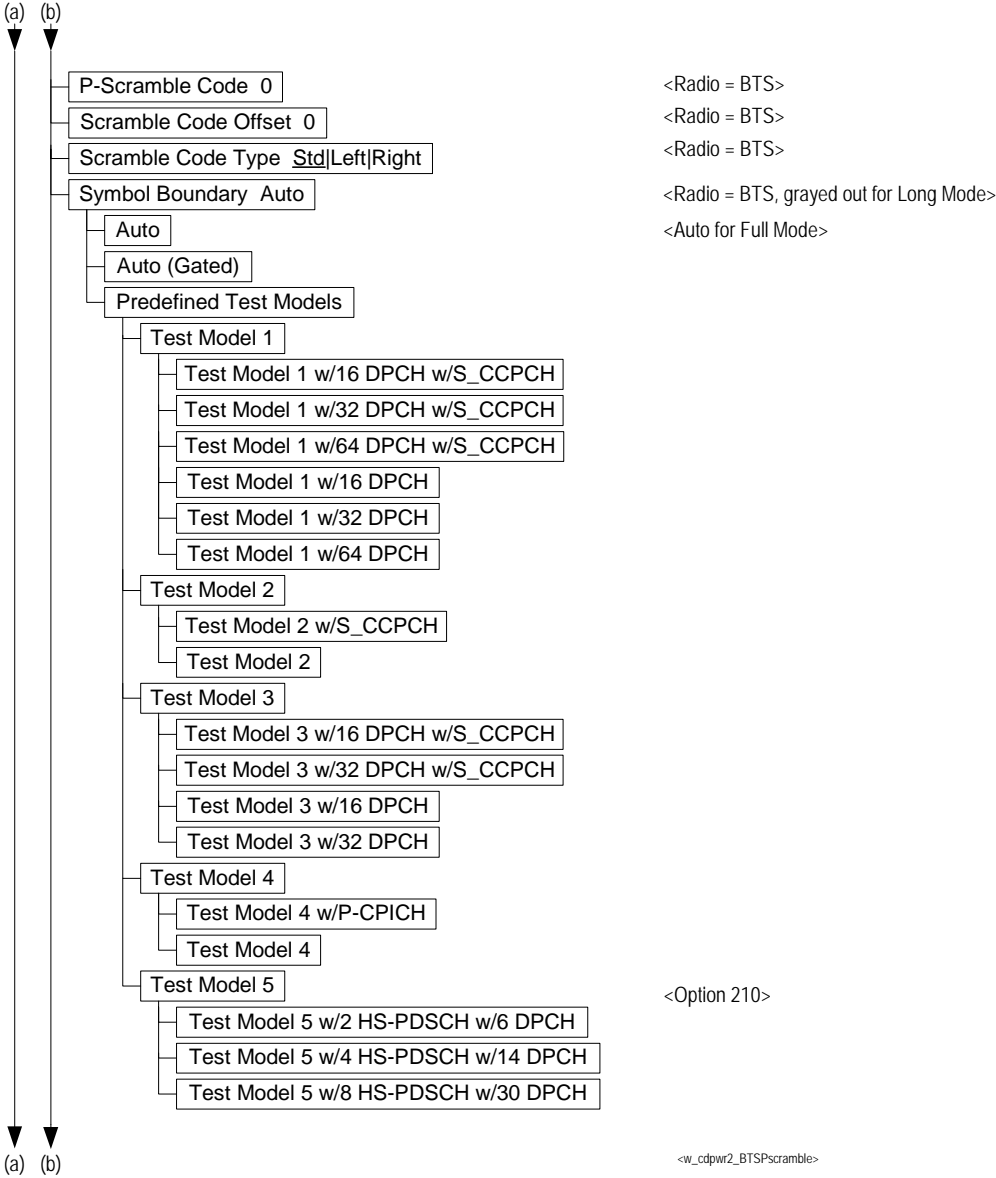 (a) (b)
P-Scramble Code 0 <Radio = BTS>
Scramble Code Offset 0 <Radio = BTS>
Scramble Code Type Std|Left|Right <Radio = BTS>
Symbol Boundary Auto <Radio = BTS, grayed out for Long Mode>
Auto <Auto for Full Mode>
Auto (Gated)
Predefined Test Models
Test Model 1
Test Model 1 w/16 DPCH w/S_CCPCH
Test Model 1 w/32 DPCH w/S_CCPCH
Test Model 1 w/64 DPCH w/S_CCPCH
Test Model 1 w/16 DPCH
Test Model 1 w/32 DPCH
Test Model 1 w/64 DPCH
Test Model 2
Test Model 2 w/S_CCPCH
Test Model 2
Test Model 3
Test Model 3 w/16 DPCH w/S_CCPCH
Test Model 3 w/32 DPCH w/S_CCPCH
Test Model 3 w/16 DPCH
Test Model 3 w/32 DPCH
Test Model 4
Test Model 4 w/P-CPICH
Test Model 4
Test Model 5 <Option 210>
Test Model 5 w/2 HS-PDSCH w/6 DPCH
Test Model 5 w/4 HS-PDSCH w/14 DPCH
Test Model 5 w/8 HS-PDSCH w/30 DPCH
(a) (b) <w_cdpwr2_BTSPscramble>